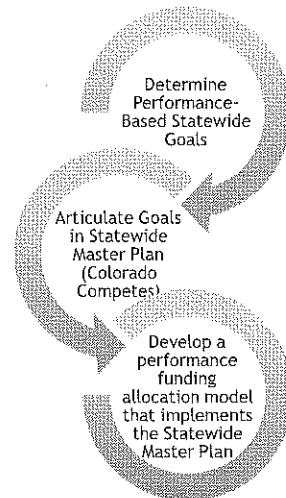 Determine
Performance-
Based Statewide
Goals
Articulate Goals
in Statewide
Master Plan
(Colorado
Competes)
Develop a
performance
funding
allocation model
that implements
the Statewide
Master Plan